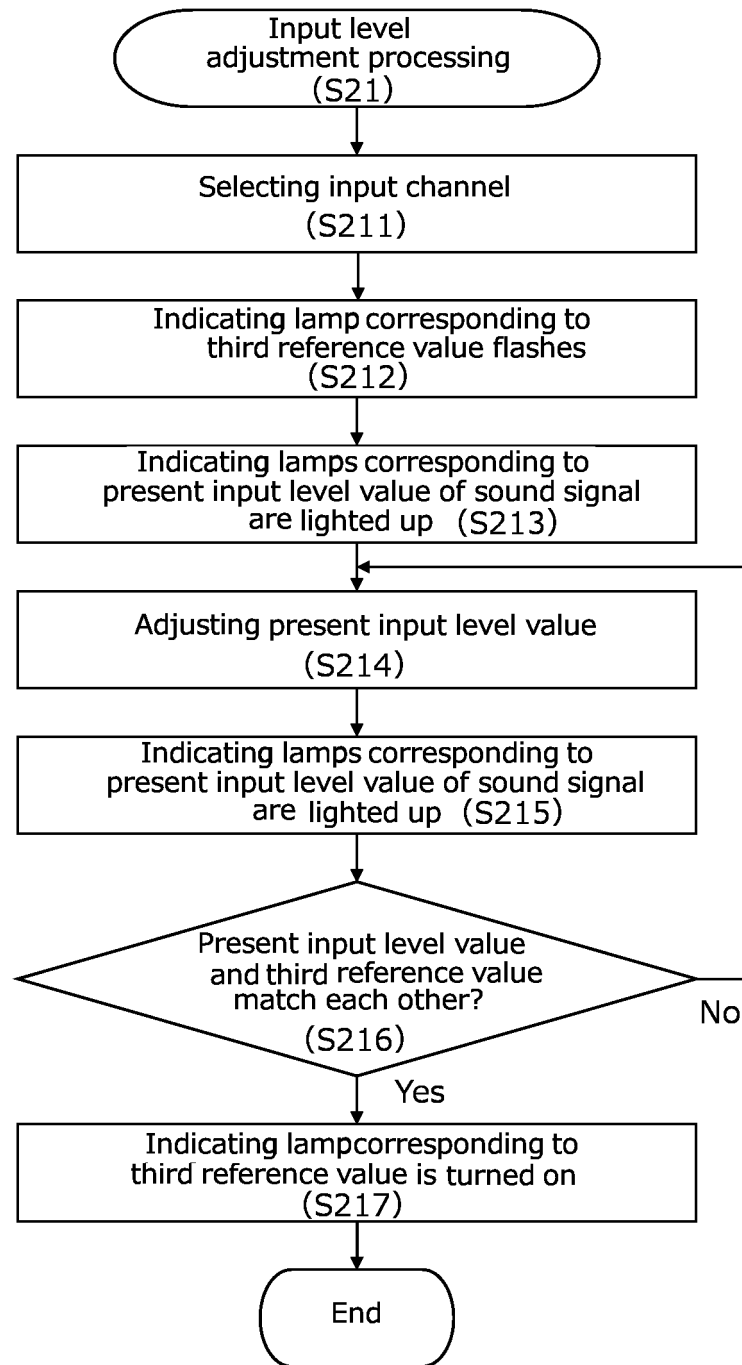 Input level
adjustment processing
(S21)
Selecting input channel
(S211)
Indicating lamp corresponding to
third reference value flashes
(S212)
Indicating lamps corresponding to
present input level value of sound signal
are lighted up (S213)
Adjusting present input level value
(S214)
Indicating lamps corresponding to
present input level value of sound signal
are lighted up (S215)
Present input level value
and third reference value
match each other?
(S216)
No
Yes
Indicating lampcorresponding to
third reference value is turned on
(S217)
End